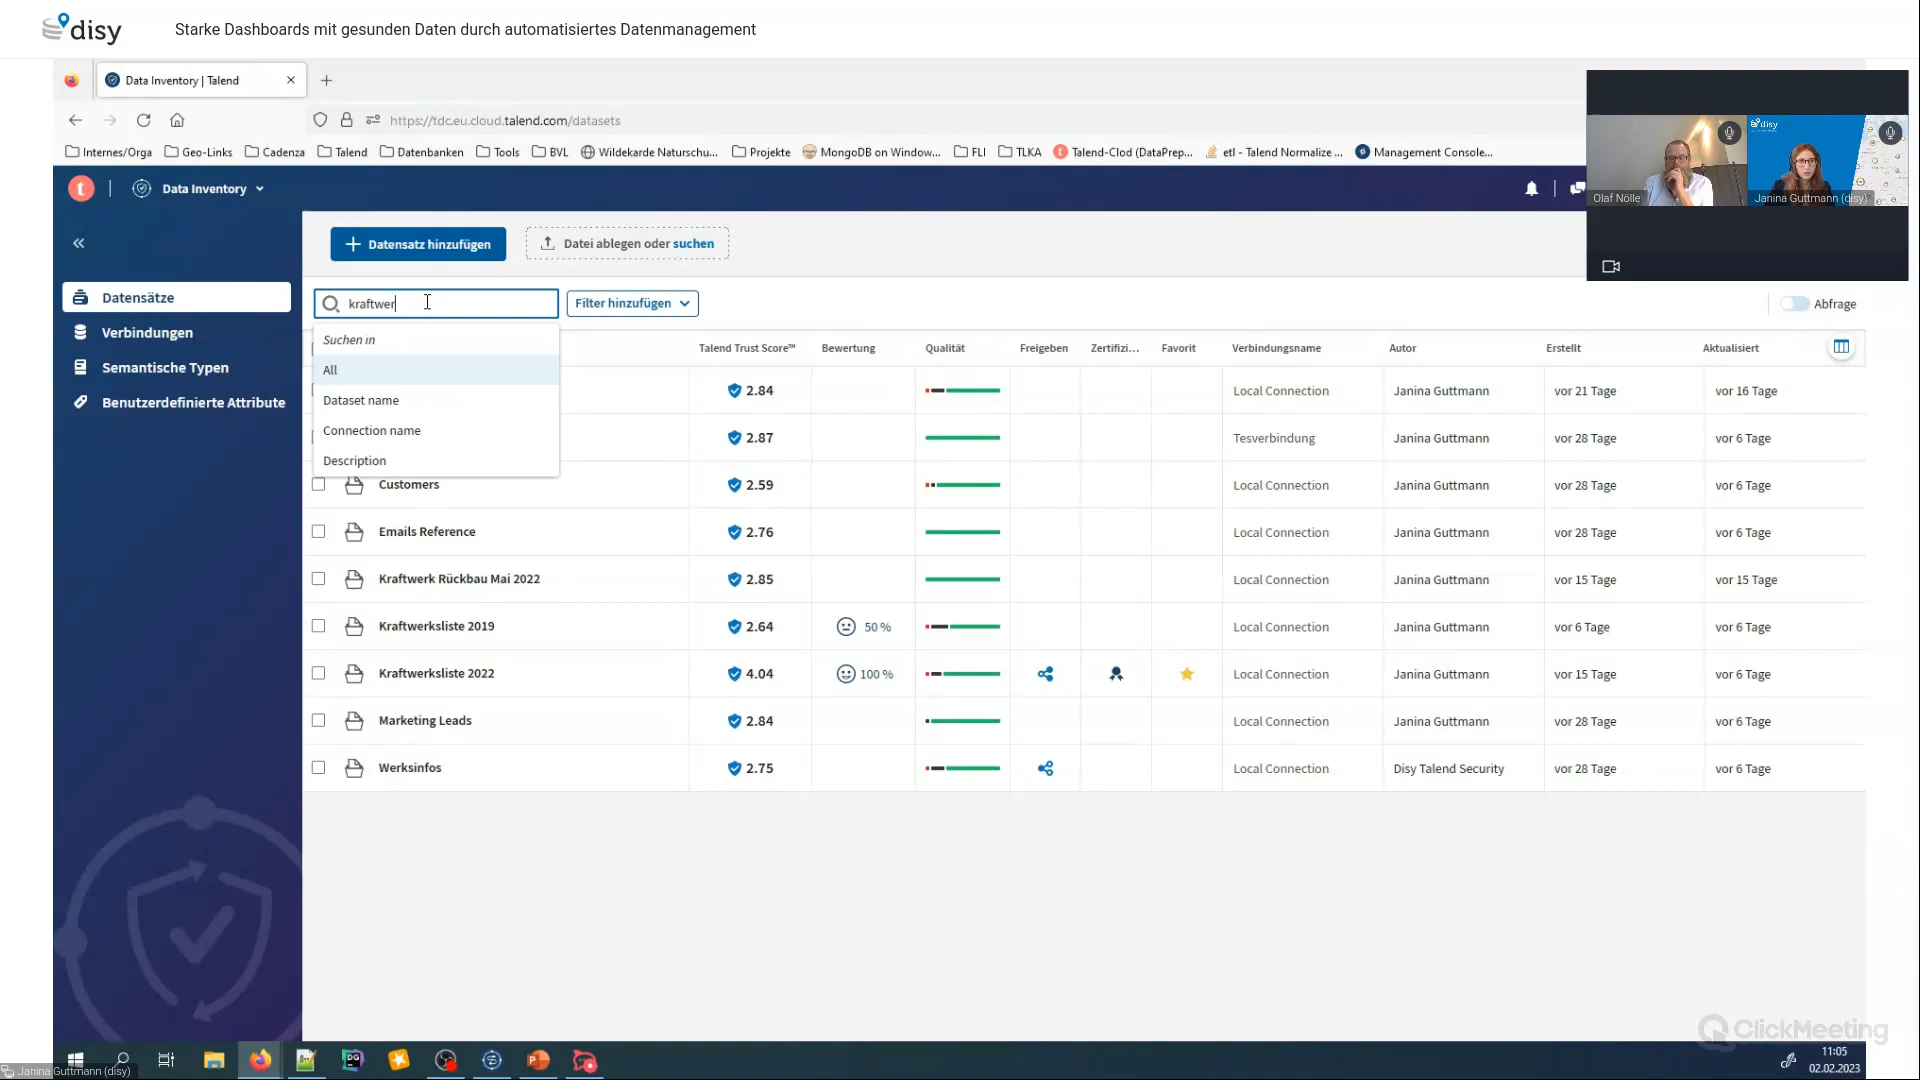 disy
Starke Dashboards mit gesunden Daten durch automatisiertes Datenmanagement
Data Inventory | Talend
https://tdc.eu.cloud.talend.com/datasets
Internes/Orga Geo-Links Cadenza Talend Datenbanken Tools BVL Wildekarde Naturschu... Projekte MongoDB on Window... FLI TLKA Talend-Clod (DataPrep... etl - Talend Normalize ... Management Console...
t Data Inventory
disy
Olaf Nölle
Janina Guttmann (disy)
Datensatz hinzufügen
Datei ablegen oder suchen
Datensätze
Verbindungen
Semantische Typen
Benutzerdefinierte Attribute
kraftwer
Filter hinzufügen
Abfrage
Suchen in
All
Dataset name
Connection name
Description
Talend Trust Score™ Bewertung Qualität Freigeben Zertifizi... Favorit Verbindungsname Autor Erstellt Aktualisiert
2.84 Local Connection Janina Guttmann vor 21 Tage vor 16 Tage
2.87 Tesverbindung Janina Guttmann vor 28 Tage vor 6 Tage
Customers 2.59 Local Connection Janina Guttmann vor 28 Tage vor 6 Tage
Emails Reference 2.76 Local Connection Janina Guttmann vor 28 Tage vor 6 Tage
Kraftwerk Rückbau Mai 2022 2.85 Local Connection Janina Guttmann vor 15 Tage vor 15 Tage
Kraftwerksliste 2019 2.64 50 % Local Connection Janina Guttmann vor 6 Tage vor 6 Tage
Kraftwerksliste 2022 4.04 100 % Local Connection Janina Guttmann vor 15 Tage vor 6 Tage
Marketing Leads 2.84 Local Connection Janina Guttmann vor 28 Tage vor 6 Tage
Werksinfos 2.75 Local Connection Disy Talend Security vor 28 Tage vor 6 Tage
ClickMeeting
DG
11:05
02.02.2023
Janina Guttmann (disy)